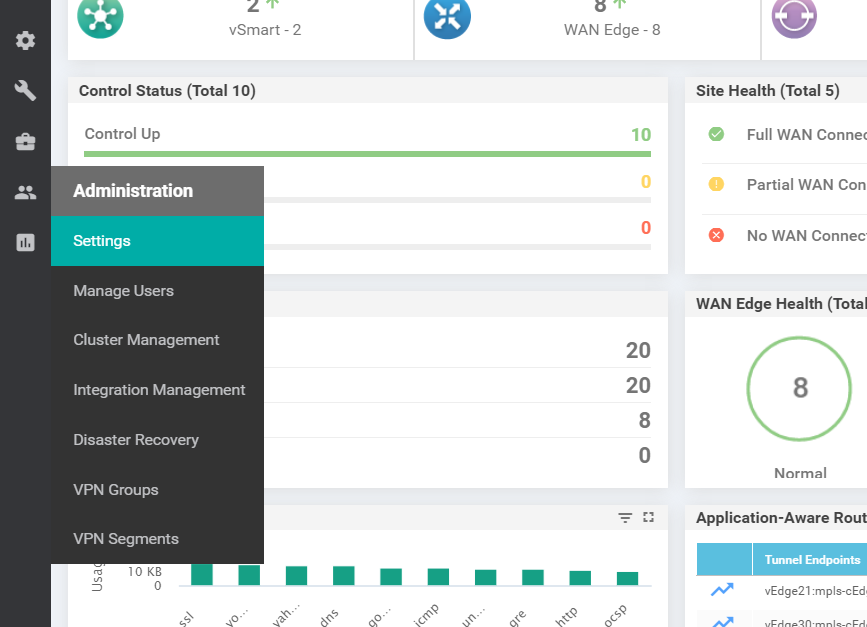 2
vSmart - 2
8
WAN Edge - 8
Control Status (Total 10)
Control Up
10
0
0
Site Health (Total 5)
Full WAN Connec
Partial WAN Con
No WAN Connect
Administration
Settings
Manage Users
Cluster Management
Integration Management
Disaster Recovery
VPN Groups
VPN Segments
20
20
8
0
WAN Edge Health (Total
8
Normal
Usag
10 KB
0
ssl
yo...
yah...
dns
go...
icmp
un...
gre
http
ocsp
Application-Aware Rout
Tunnel Endpoints
vEdge21:mpls-cEd
vEdge30:mpls-cEd